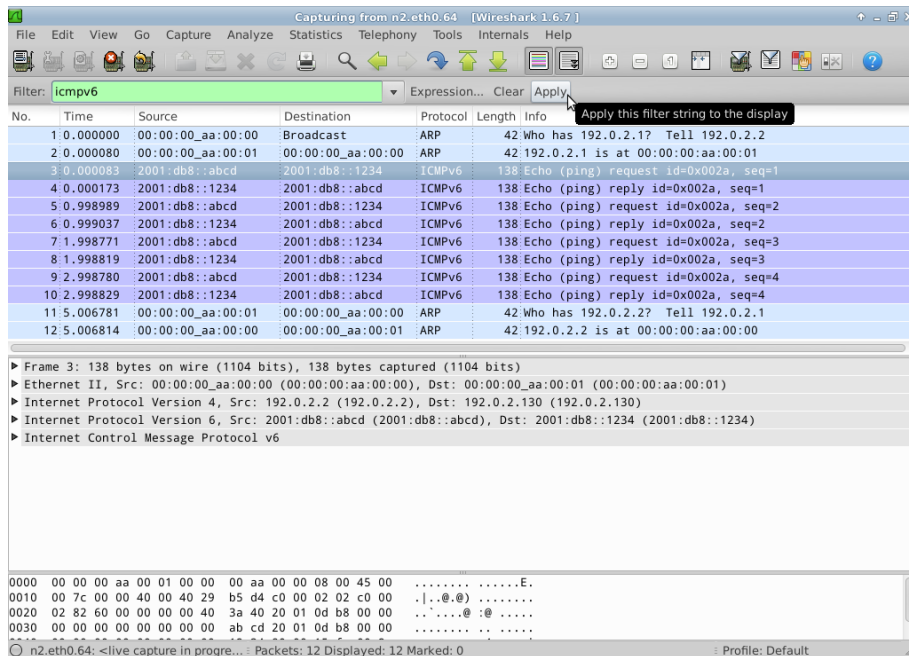 Capturing from n2.eth0.64 [Wireshark 1.6.7 ]
File Edit View Go Capture Analyze Statistics Telephony Tools Internals Help
Filter: icmpv6 Expression... Clear Apply
Apply this filter string to the display
No. Time Source Destination Protocol Length Info
1 0.000000 00:00:00_aa:00:00 Broadcast ARP 42 Who has 192.0.2.1? Tell 192.0.2.2
2 0.000080 00:00:00_aa:00:01 00:00:00_aa:00:00 ARP 42 192.0.2.1 is at 00:00:00:aa:00:01
3 0.000083 2001:db8::abcd 2001:db8::1234 ICMPv6 138 Echo (ping) request id=0x002a, seq=1
4 0.000173 2001:db8::1234 2001:db8::abcd ICMPv6 138 Echo (ping) reply id=0x002a, seq=1
5 0.998989 2001:db8::abcd 2001:db8::1234 ICMPv6 138 Echo (ping) request id=0x002a, seq=2
6 0.999037 2001:db8::1234 2001:db8::abcd ICMPv6 138 Echo (ping) reply id=0x002a, seq=2
7 1.998771 2001:db8::abcd 2001:db8::1234 ICMPv6 138 Echo (ping) request id=0x002a, seq=3
8 1.998819 2001:db8::1234 2001:db8::abcd ICMPv6 138 Echo (ping) reply id=0x002a, seq=3
9 2.998780 2001:db8::abcd 2001:db8::1234 ICMPv6 138 Echo (ping) request id=0x002a, seq=4
10 2.998829 2001:db8::1234 2001:db8::abcd ICMPv6 138 Echo (ping) reply id=0x002a, seq=4
11 5.006781 00:00:00_aa:00:01 00:00:00_aa:00:00 ARP 42 Who has 192.0.2.2? Tell 192.0.2.1
12 5.006814 00:00:00_aa:00:00 00:00:00_aa:00:01 ARP 42 192.0.2.2 is at 00:00:00:aa:00:00
Frame 3: 138 bytes on wire (1104 bits), 138 bytes captured (1104 bits)
Ethernet II, Src: 00:00:00_aa:00:00 (00:00:00:aa:00:00), Dst: 00:00:00_aa:00:01 (00:00:00:aa:00:01)
Internet Protocol Version 4, Src: 192.0.2.2 (192.0.2.2), Dst: 192.0.2.130 (192.0.2.130)
Internet Protocol Version 6, Src: 2001:db8::abcd (2001:db8::abcd), Dst: 2001:db8::1234 (2001:db8::1234)
Internet Control Message Protocol v6
0000 00 00 00 aa 00 01 00 00 00 aa 00 00 08 00 45 00 ........ ......E.
0010 00 7c 00 00 40 00 40 29 b5 d4 c0 00 02 02 c0 00 .|..@.@) ........
0020 02 82 60 00 00 00 00 40 3a 40 20 01 0d b8 00 00 ..`....@ :@ .....
0030 00 00 00 00 00 00 00 00 ab cd 20 01 0d b8 00 00 ........ .. .....
n2.eth0.64: <live capture in progre... Packets: 12 Displayed: 12 Marked: 0 Profile: Default